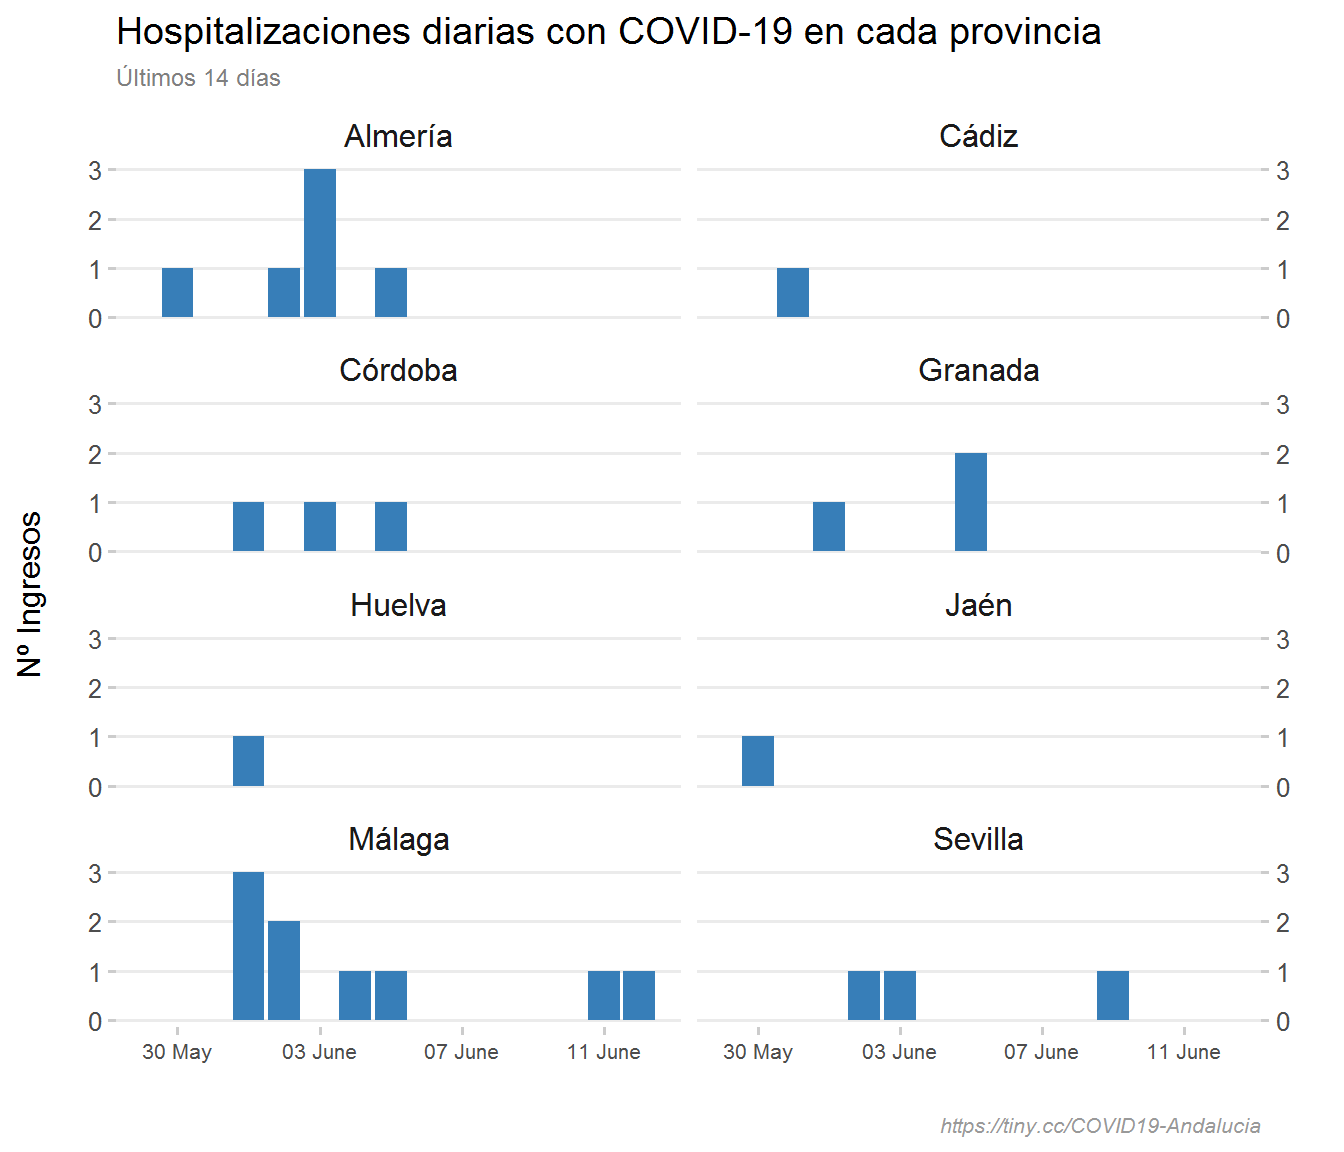 Hospitalizaciones diarias con COVID-19 en cada provincia
Últimos 14 días
Almería
Cádiz
3
2
1
0
3
2
1
0
Córdoba
Granada
3
2
1
0
3
2
1
0
Nº Ingresos
Huelva
Jaén
3
2
1
0
3
2
1
0
Málaga
Sevilla
3
2
1
0
3
2
1
0
30 May 03 June 07 June 11 June
30 May 03 June 07 June 11 June
https://tiny.cc/COVID19-Andalucia